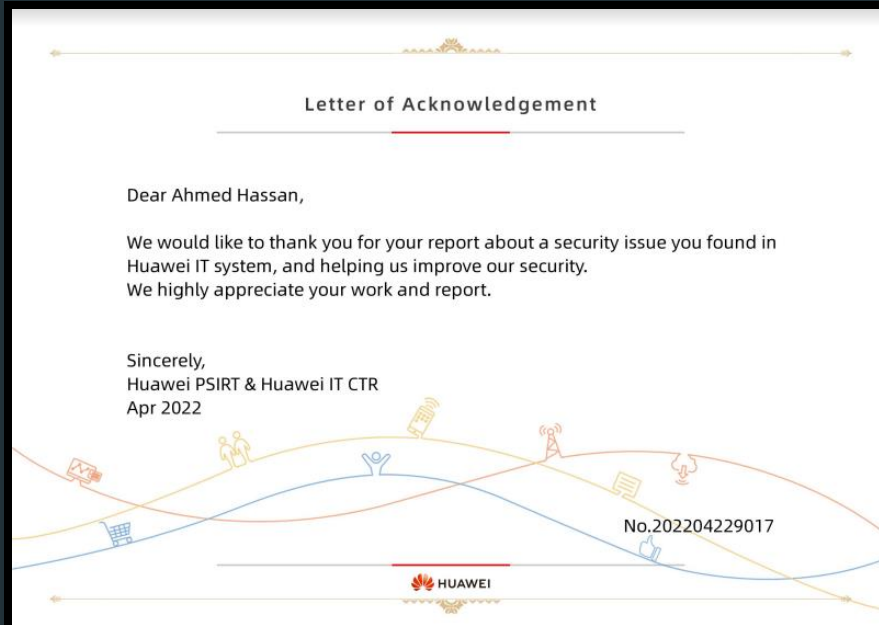 Letter of Acknowledgement
Dear Ahmed Hassan,
We would like to thank you for your report about a security issue you found in
Huawei IT system, and helping us improve our security.
We highly appreciate your work and report.
Sincerely,
Huawei PSIRT & Huawei IT CTR
Apr 2022
No.202204229017
HUAWEI